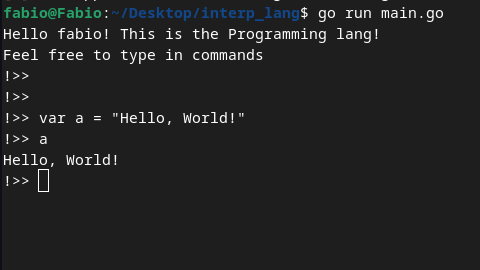 fabio@Fabio:~/Desktop/interp_lang$ go run main.go
Hello fabio! This is the Programming lang!
Feel free to type in commands
!>>
!>>
!>> var a = "Hello, World!"
!>> a
Hello, World!
!>>